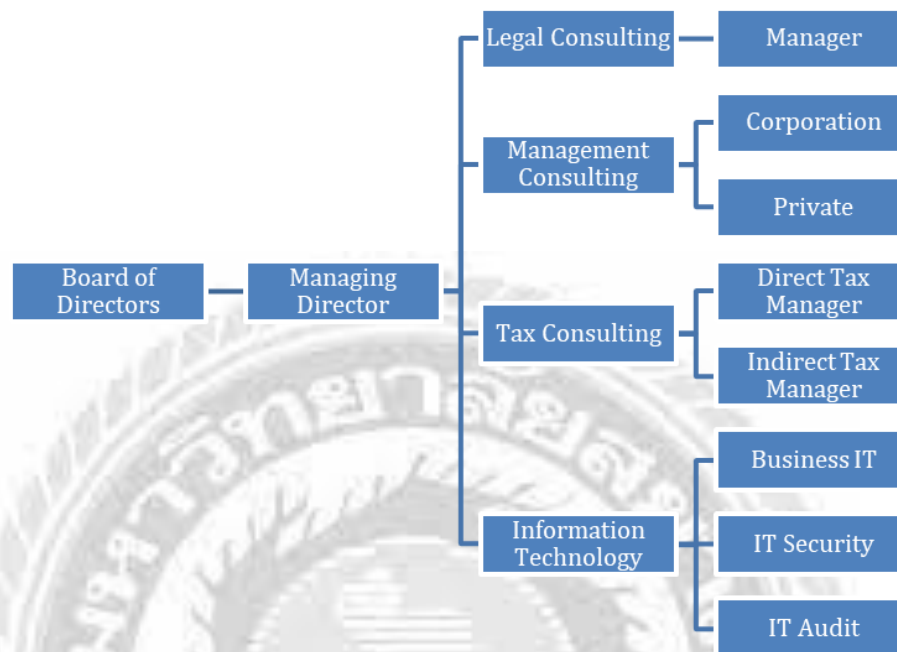 Board of
Directors
Managing
Director
Legal Consulting
Manager
Management
Consulting
Corporation
Private
Tax Consulting
Direct Tax
Manager
Indirect Tax
Manager
Information
Technology
Business IT
IT Security
IT Audit